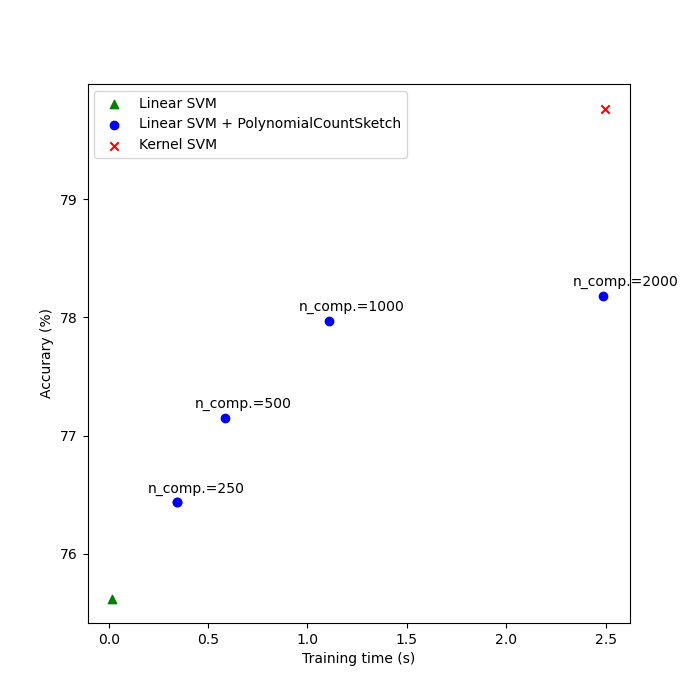 Linear SVM
Linear SVM + PolynomialCountSketch
Kernel SVM
n_comp.=2000
n_comp.=1000
n_comp.=500
n_comp.=250
79
78
77
76
Accurary (%)
0.0 0.5 1.0 1.5 2.0 2.5
Training time (s)